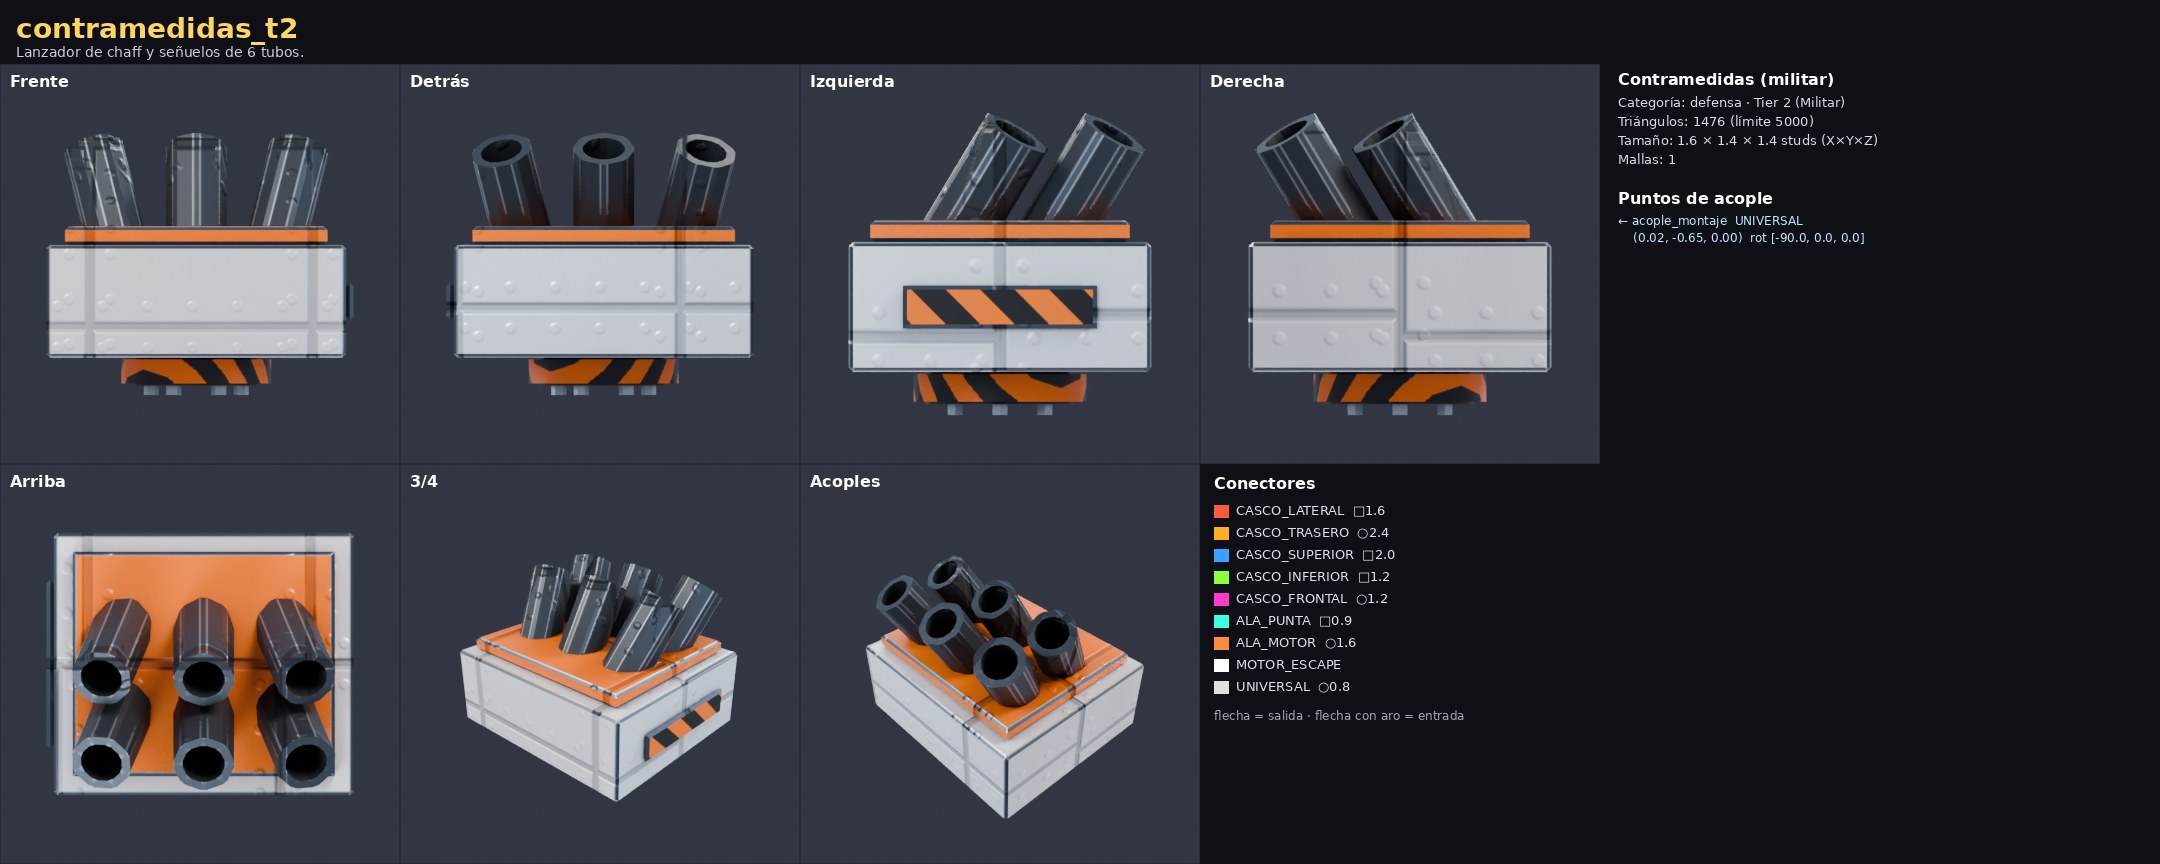 contramedidas_t2
Lanzador de chaff y señuelos de 6 tubos.
Frente
Detrás
Izquierda
Derecha
Contramedidas (militar)
Categoría: defensa · Tier 2 (Militar)
Triángulos: 1476 (límite 5000)
Tamaño: 1.6 × 1.4 × 1.4 studs (X×Y×Z)
Mallas: 1
Puntos de acople
← acople_montaje  UNIVERSAL
(0.02, -0.65, 0.00)  rot [-90.0, 0.0, 0.0]
Arriba
3/4
Acoples
Conectores
CASCO_LATERAL  □1.6
CASCO_TRASERO  ○2.4
CASCO_SUPERIOR  □2.0
CASCO_INFERIOR  □1.2
CASCO_FRONTAL  ○1.2
ALA_PUNTA  □0.9
ALA_MOTOR  ○1.6
MOTOR_ESCAPE
UNIVERSAL  ○0.8
flecha = salida · flecha con aro = entrada